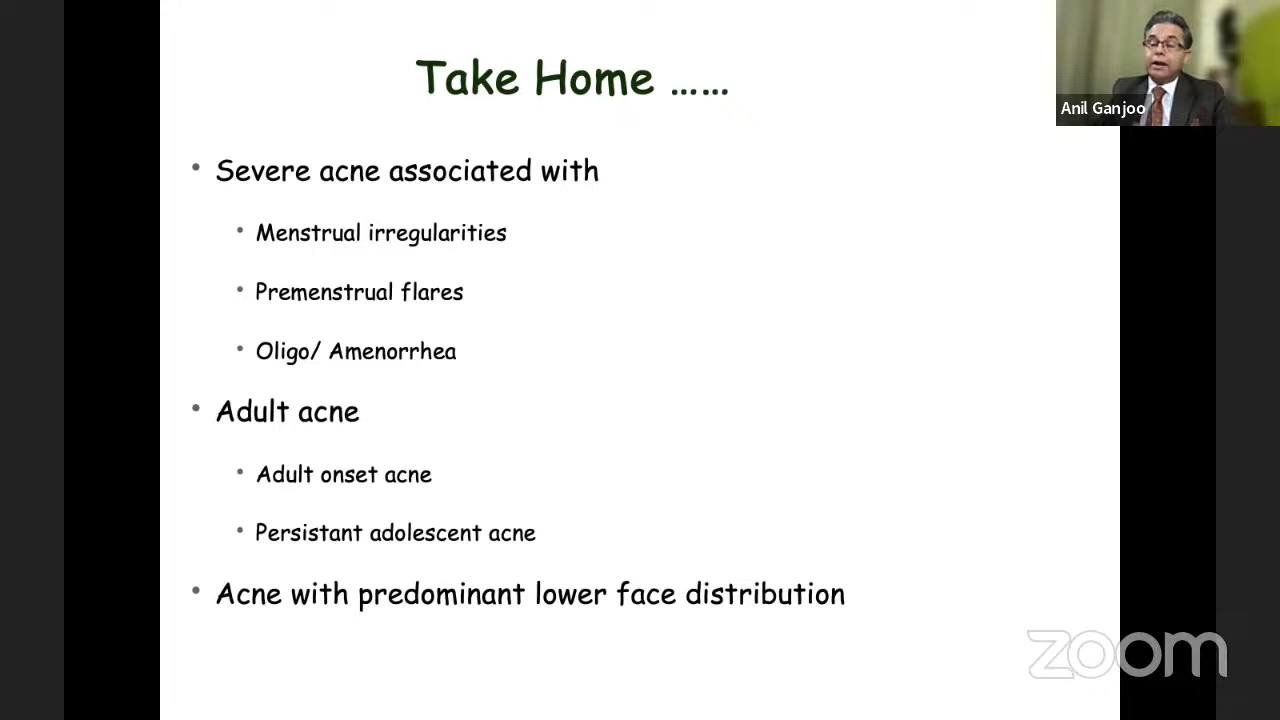 Take Home ......
Anil Ganjoo
• Severe acne associated with
• Menstrual irregularities
• Premenstrual flares
• Oligo/ Amenorrhea
• Adult acne
• Adult onset acne
• Persistant adolescent acne
• Acne with predominant lower face distribution
zoom